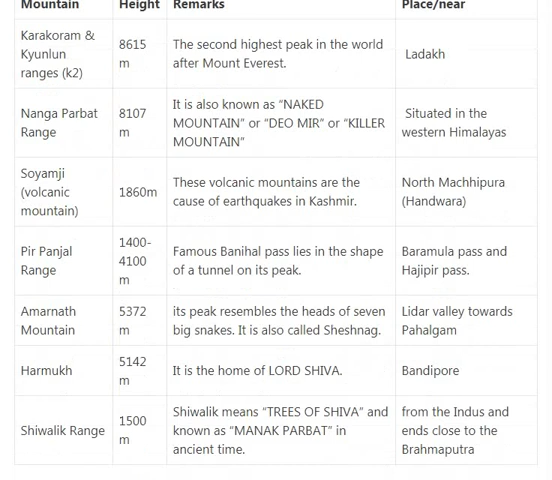 Mountain Height Remarks Place/near
Karakoram &
Kyunlun
ranges (k2)
8615
m
The second highest peak in the world
after Mount Everest.
Ladakh
Nanga Parbat
Range
8107
m
It is also known as “NAKED
MOUNTAIN” or “DEO MIR” or “KILLER
MOUNTAIN”
Situated in the
western Himalayas
Soyamji
(volcanic
mountain)
1860m
These volcanic mountains are the
cause of earthquakes in Kashmir.
North Machhipura
(Handwara)
Pir Panjal
Range
1400-
4100
m
Famous Banihal pass lies in the shape
of a tunnel on its peak.
Baramula pass and
Hajipir pass.
Amarnath
Mountain
5372
m
its peak resembles the heads of seven
big snakes. It is also called Sheshnag.
Lidar valley towards
Pahalgam
Harmukh
5142
m
It is the home of LORD SHIVA.
Bandipore
Shiwalik Range
1500
m
Shiwalik means “TREES OF SHIVA” and
known as “MANAK PARBAT” in
ancient time.
from the Indus and
ends close to the
Brahmaputra